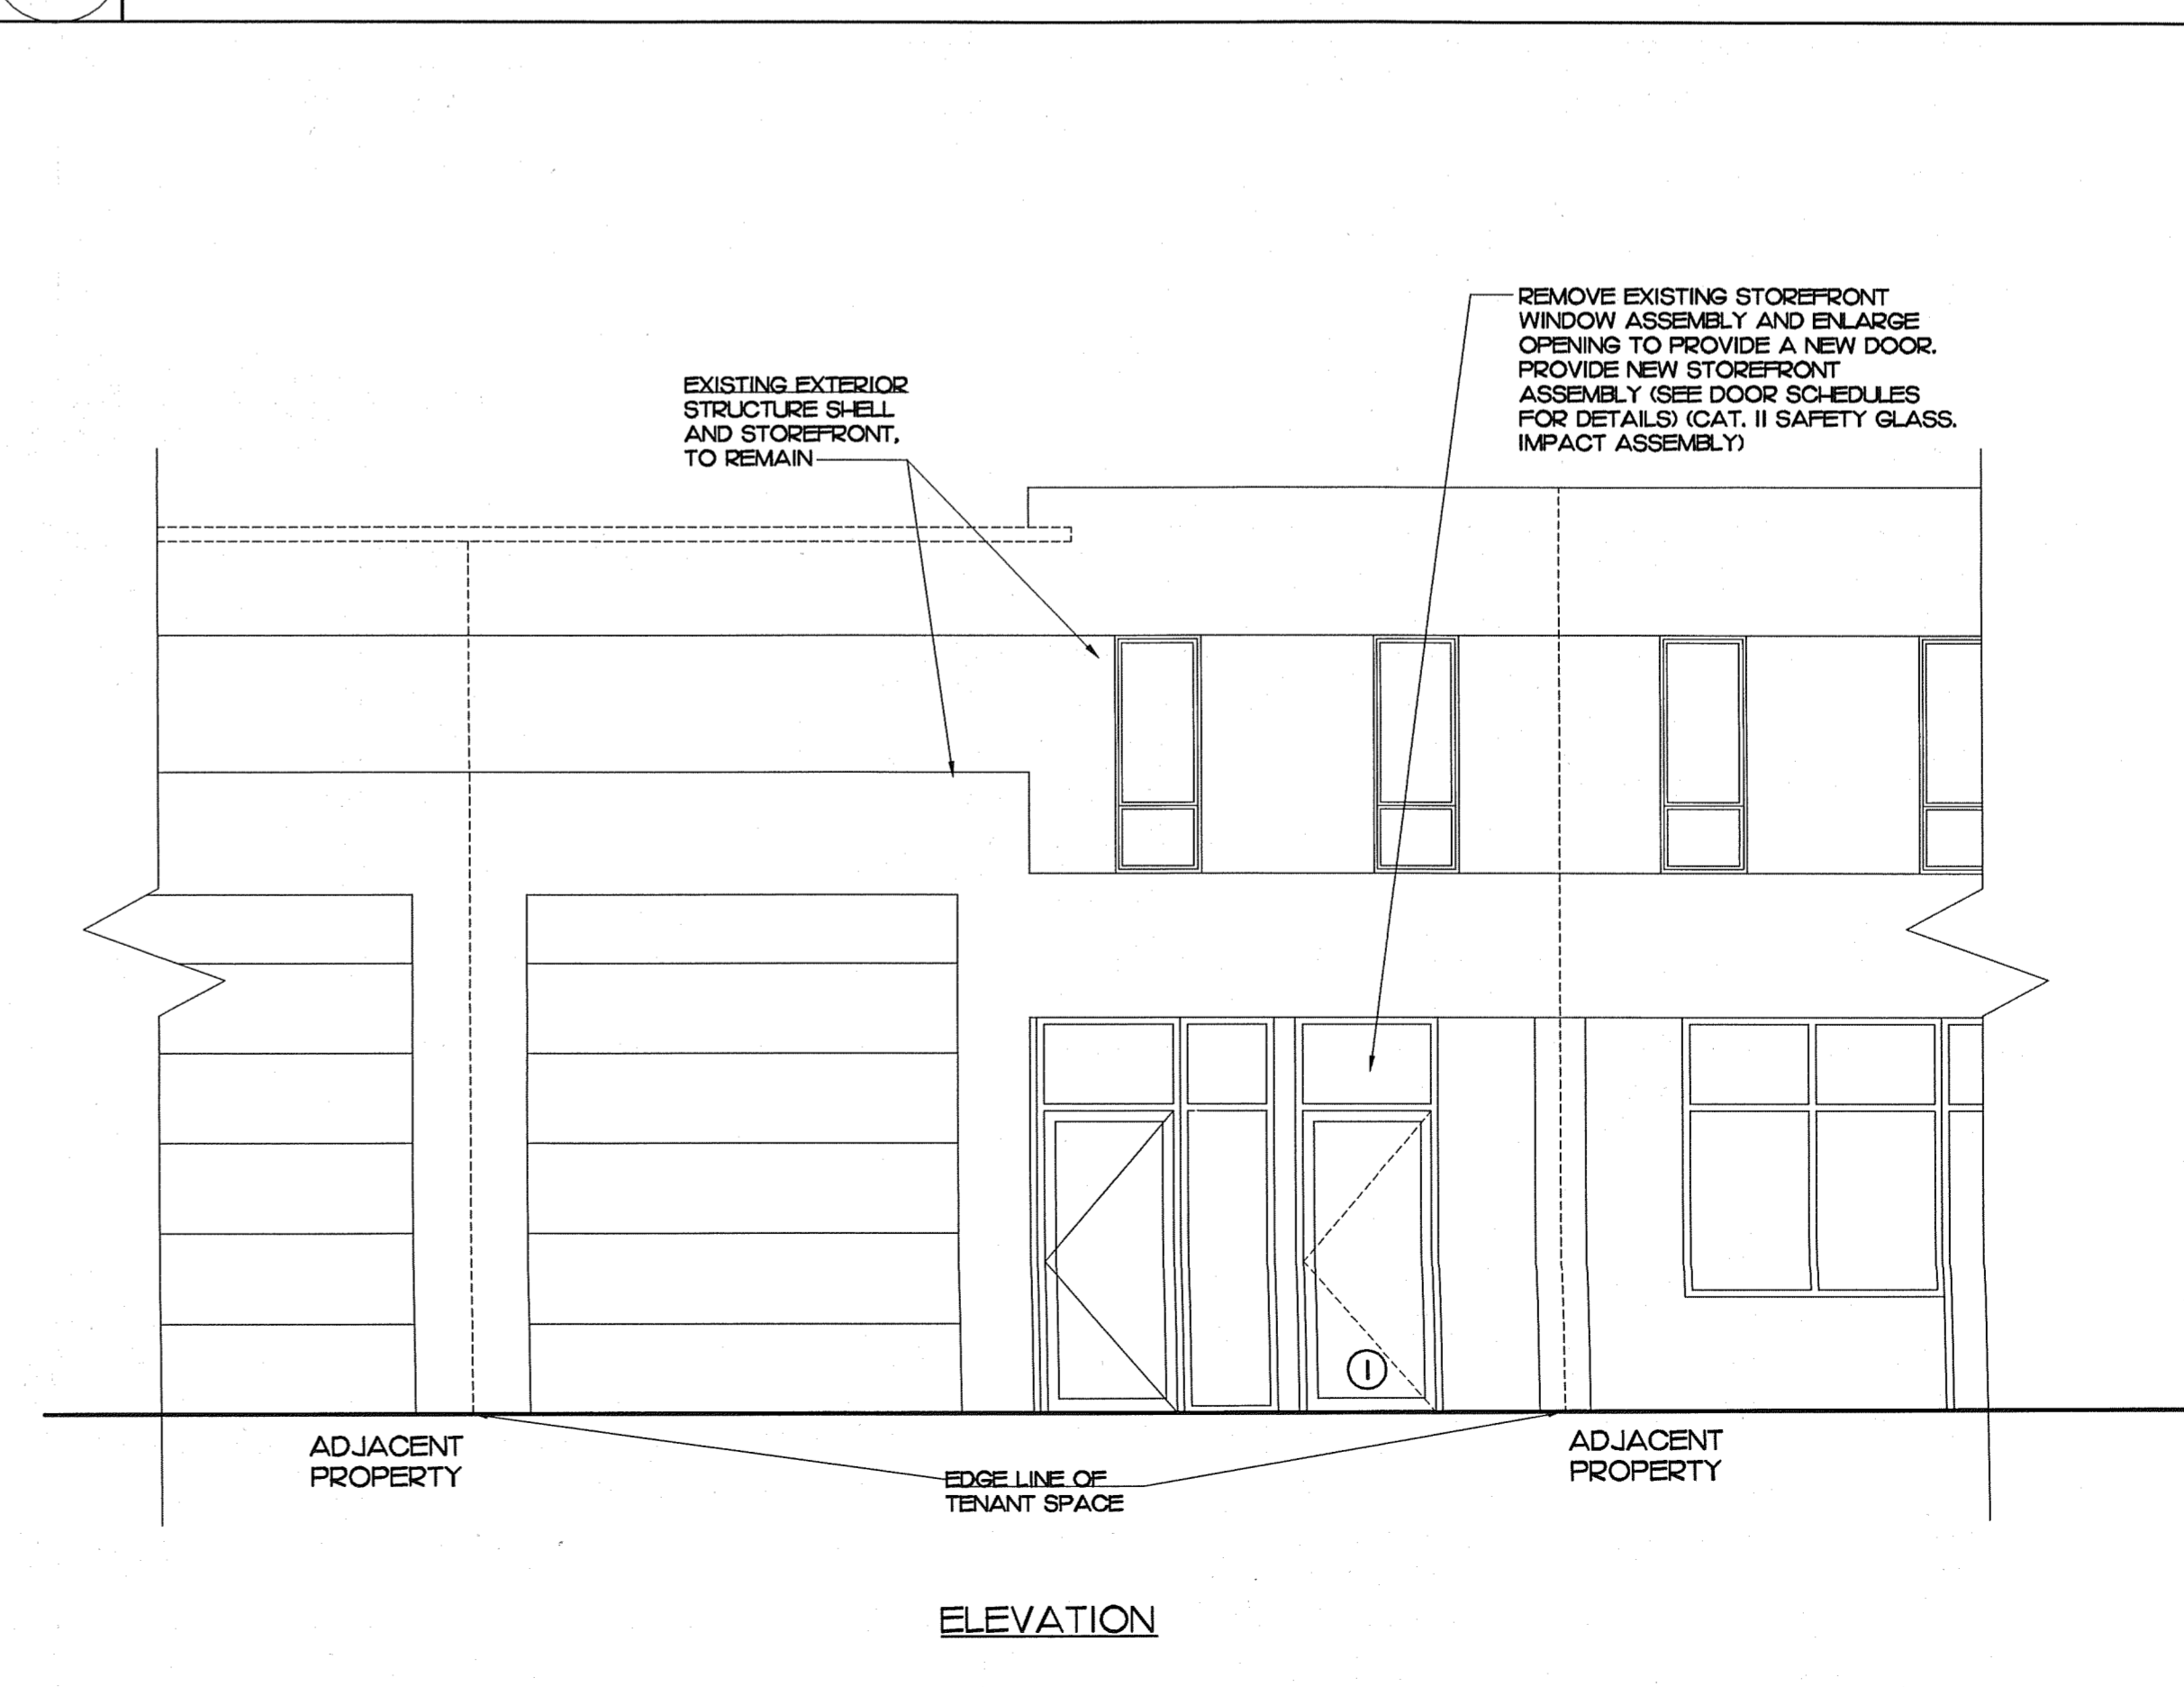 REMOVE EXISTING STOREFRONT
WINDOW ASSEMBLY AND ENLARGE
OPENING TO PROVIDE A NEW DOOR.
PROVIDE NEW STOREFRONT
ASSEMBLY (SEE DOOR SCHEDULES
FOR DETAILS) (CAT. II SAFETY GLASS.
IMPACT ASSEMBLY)
EXISTING EXTERIOR
STRUCTURE SHELL
AND STOREFRONT,
TO REMAIN
1
ADJACENT
PROPERTY
EDGE LINE OF
TENANT SPACE
ADJACENT
PROPERTY
ELEVATION